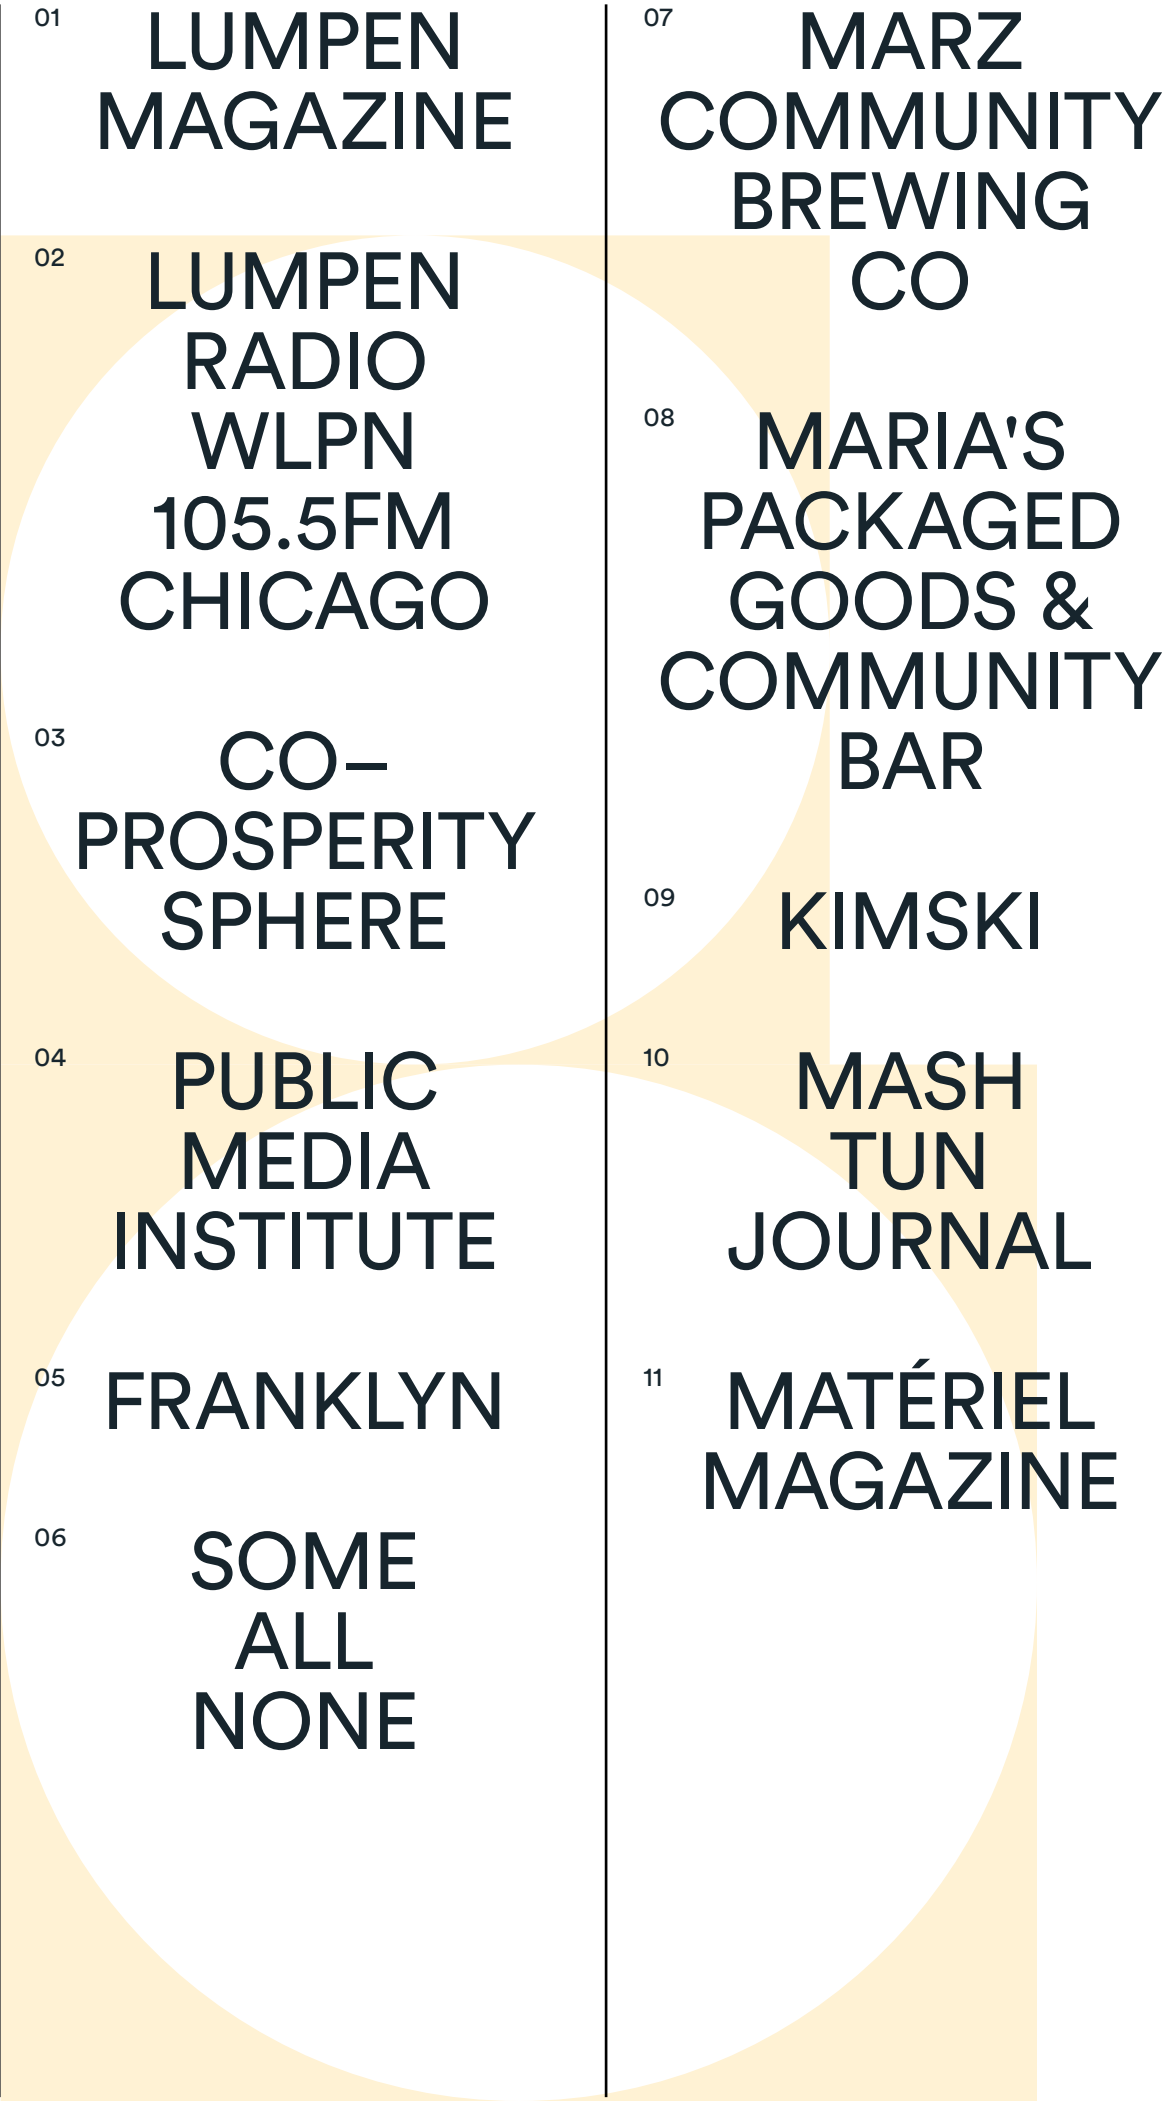 01
LUMPEN
MAGAZINE
02
LUMPEN
RADIO
WLPN
105.5FM
CHICAGO
03
CO–
PROSPERITY
SPHERE
04
PUBLIC
MEDIA
INSTITUTE
05
FRANKLYN
06
SOME
ALL
NONE
07
MARZ
COMMUNITY
BREWING
CO
08
MARIA'S
PACKAGED
GOODS &
COMMUNITY
BAR
09
KIMSKI
10
MASH
TUN
JOURNAL
11
MATÉRIEL
MAGAZINE